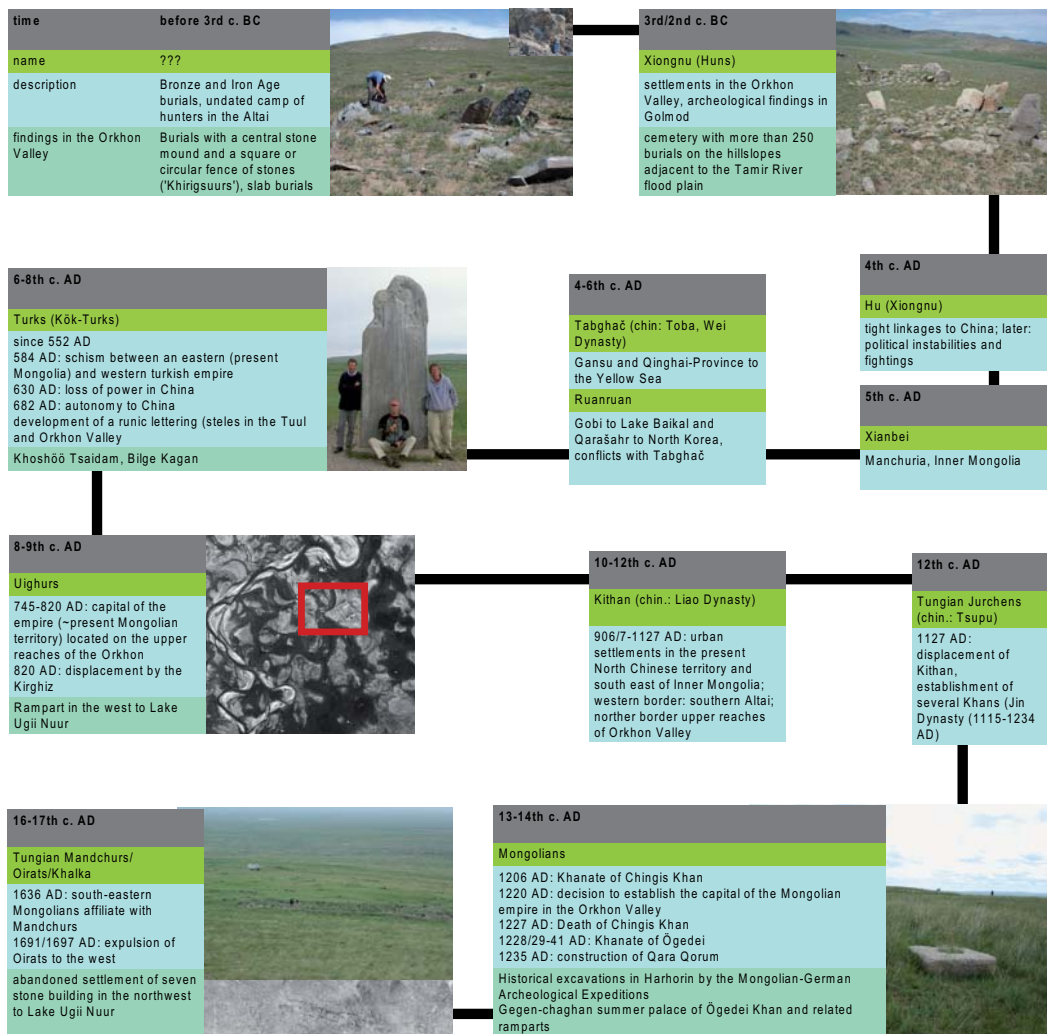 time before 3rd c. BC
name ???
description Bronze and Iron Age
burials, undated camp of
hunters in the Altai
findings in the Orkhon
Valley
Burials with a central stone
mound and a square or
circular fence of stones
('Khirigsuurs'), slab burials
3rd/2nd c. BC
Xiongnu (Huns)
settlements in the Orkhon
Valley, archeological findings in
Golmod
cemetery with more than 250
burials on the hillslopes
adjacent to the Tamir River
flood plain
4th c. AD
Hu (Xiongnu)
tight linkages to China; later:
political instabilities and
fightings
5th c. AD
Xianbei
Manchuria, Inner Mongolia
4-6th c. AD
Tabghač (chin: Toba, Wei
Dynasty)
Gansu and Qinghai-Province to
the Yellow Sea
Ruanruan
Gobi to Lake Baikal and
Qarašahr to North Korea,
conflicts with Tabghač
6-8th c. AD
Turks (Kök-Turks)
since 552 AD
584 AD: schism between an eastern (present
Mongolia) and western turkish empire
630 AD: loss of power in China
682 AD: autonomy to China
development of a runic lettering (steles in the Tuul
and Orkhon Valley
Khoshöö Tsaidam, Bilge Kagan
8-9th c. AD
Uighurs
745-820 AD: capital of the
empire (~present Mongolian
territory) located on the upper
reaches of the Orkhon
820 AD: displacement by the
Kirghiz
Rampart in the west to Lake
Ugii Nuur
10-12th c. AD
Kithan (chin.: Liao Dynasty)
906/7-1127 AD: urban
settlements in the present
North Chinese territory and
south east of Inner Mongolia;
western border: southern Altai;
norther border upper reaches
of Orkhon Valley
12th c. AD
Tungian Jurchens
(chin.: Tsupu)
1127 AD:
displacement of
Kithan,
establishment of
several Khans (Jin
Dynasty (1115-1234
AD)
13-14th c. AD
Mongolians
1206 AD: Khanate of Chingis Khan
1220 AD: decision to establish the capital of the Mongolian
empire in the Orkhon Valley
1227 AD: Death of Chingis Khan
1228/29-41 AD: Khanate of Ögedei
1235 AD: construction of Qara Qorum
Historical excavations in Harhorin by the Mongolian-German
Archeological Expeditions
Gegen-chaghan summer palace of Ögedei Khan and related
ramparts
16-17th c. AD
Tungian Mandchurs/
Oirats/Khalka
1636 AD: south-eastern
Mongolians affiliate with
Mandchurs
1691/1697 AD: expulsion of
Oirats to the west
abandoned settlement of seven
stone building in the northwest
to Lake Ugii Nuur